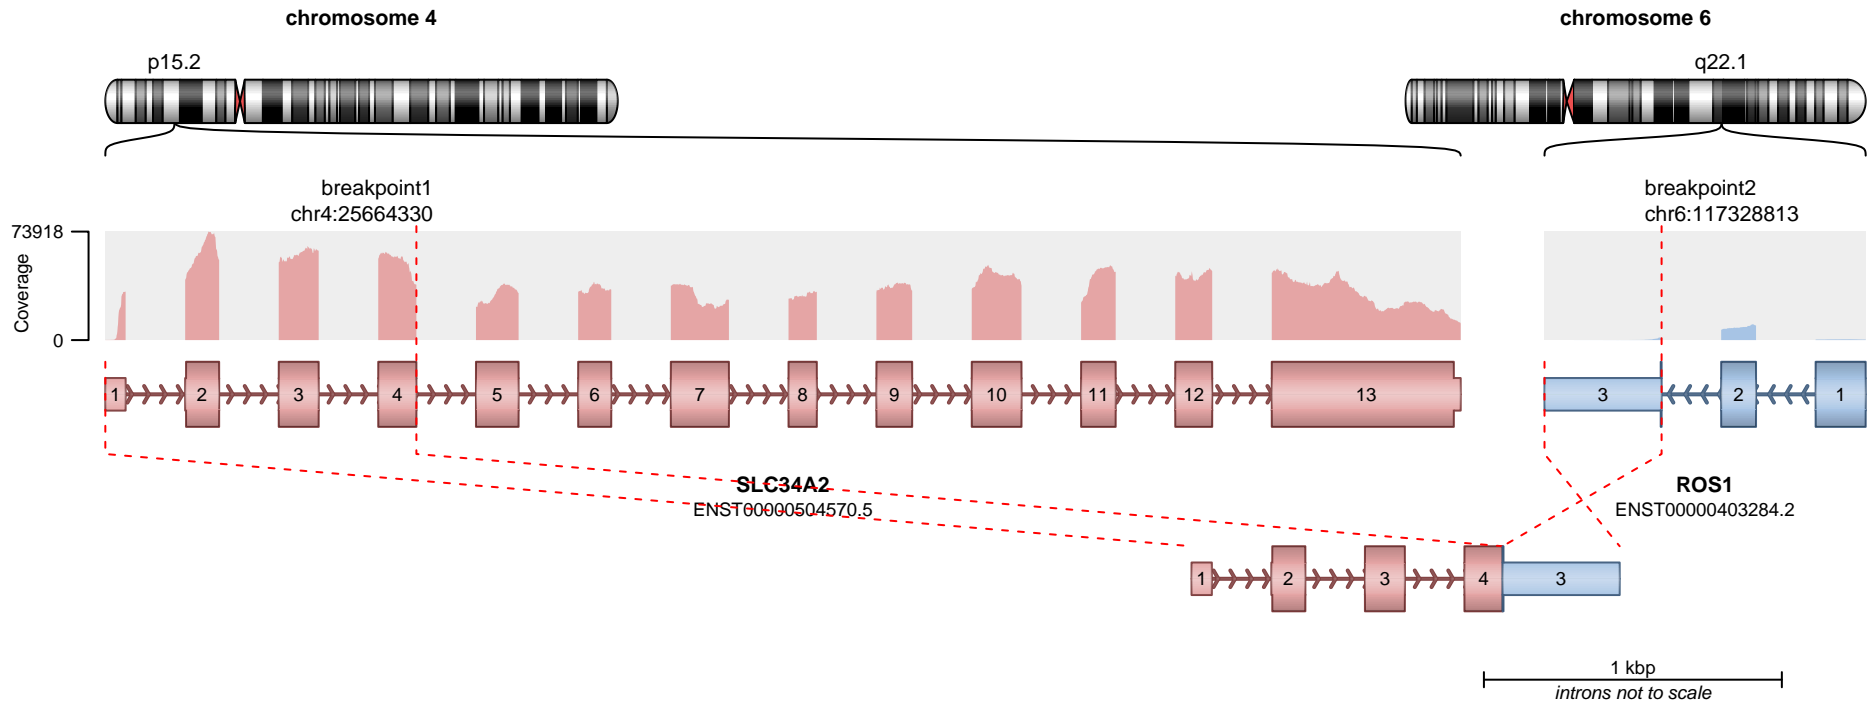 chromosome 4
chromosome 6
p15.2
q22.1
breakpoint1
chr4:25664330
breakpoint2
chr6:117328813
73918
Coverage
0
1 2 3 4 5 6 7 8 9 10 11 12 13
3 2 1
SLC34A2
ENST00000504570.5
ROS1
ENST00000403284.2
1 2 3 4 3
1 kbp
introns not to scale